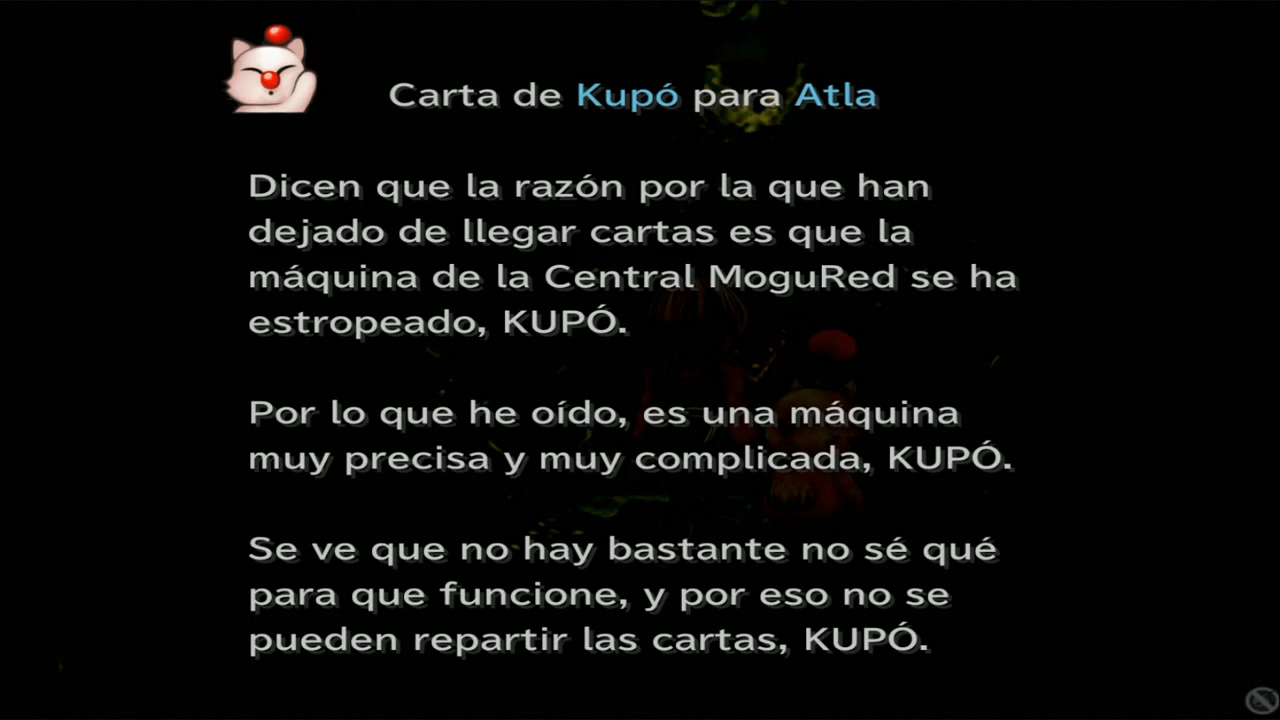 Carta de Kupó para Atla
Dicen que la razón por la que han
dejado de llegar cartas es que la
máquina de la Central MoguRed se ha
estropeado, KUPÓ.
Por lo que he oído, es una máquina
muy precisa y muy complicada, KUPÓ.
Se ve que no hay bastante no sé qué
para que funcione, y por eso no se
pueden repartir las cartas, KUPÓ.